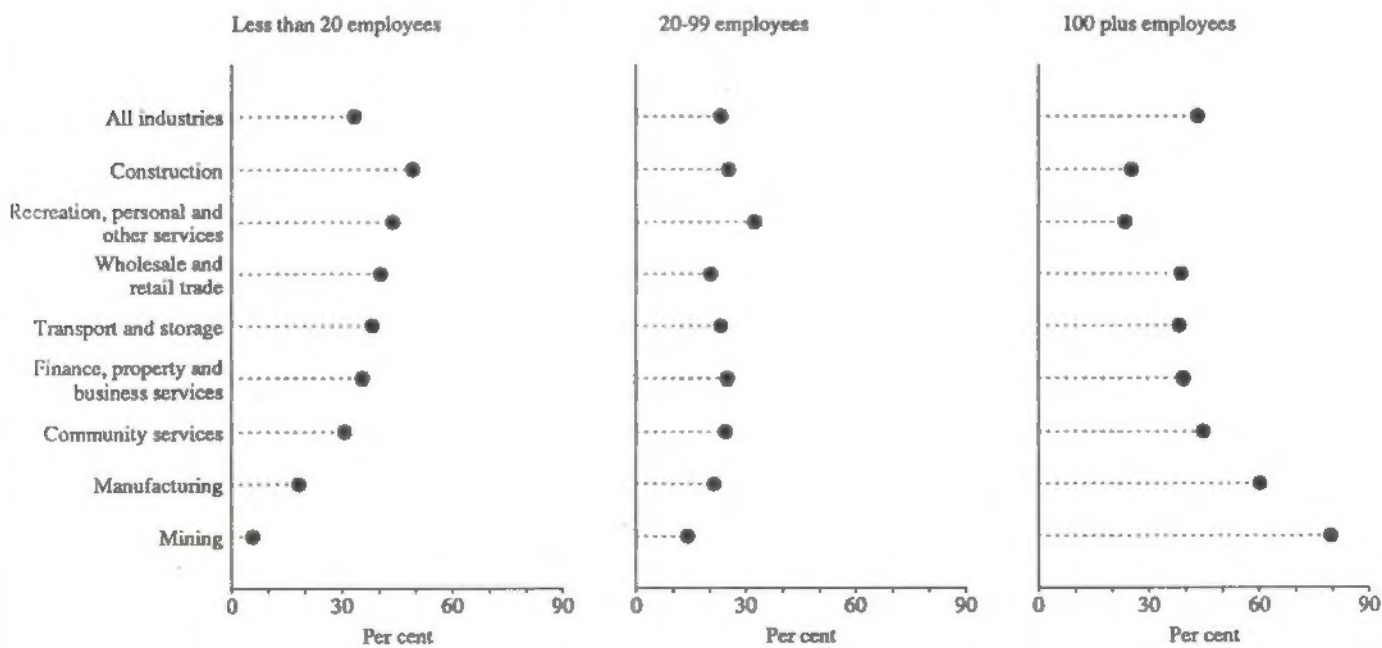 Less than 20 employees
20-99 employees
100 plus employees
All industries
Construction
Recreation, personal and
other services
Wholesale and
retail trade
Transport and storage
Finance, property and
business services
Community services
Manufacturing
Mining
0 30 60 90
0 30 60 90
0 30 60 90
Per cent
Per cent
Per cent